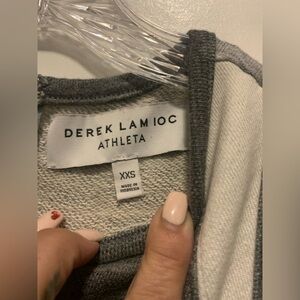 DEREK LAM 10C
ATHLETA
XXS
MADE IN
INDONESIA